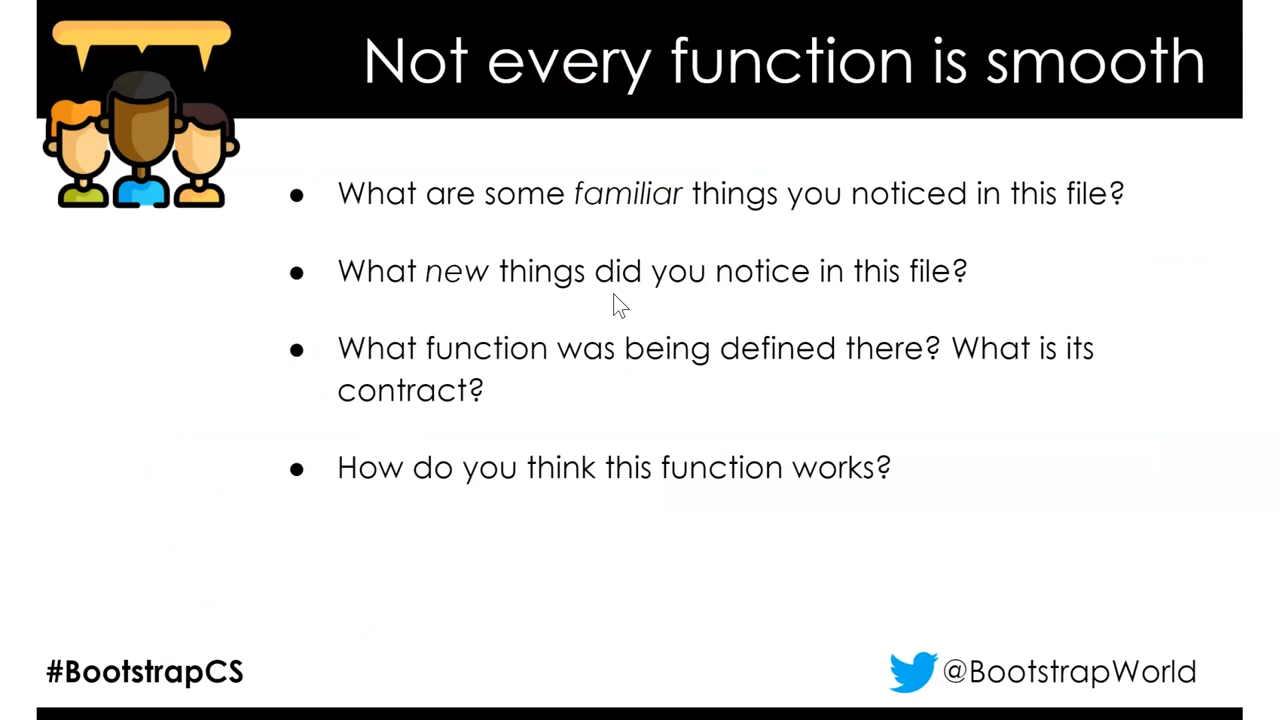 Not every function is smooth
● What are some familiar things you noticed in this file?
● What new things did you notice in this file?
● What function was being defined there? What is its
contract?
● How do you think this function works?
#BootstrapCS
@BootstrapWorld